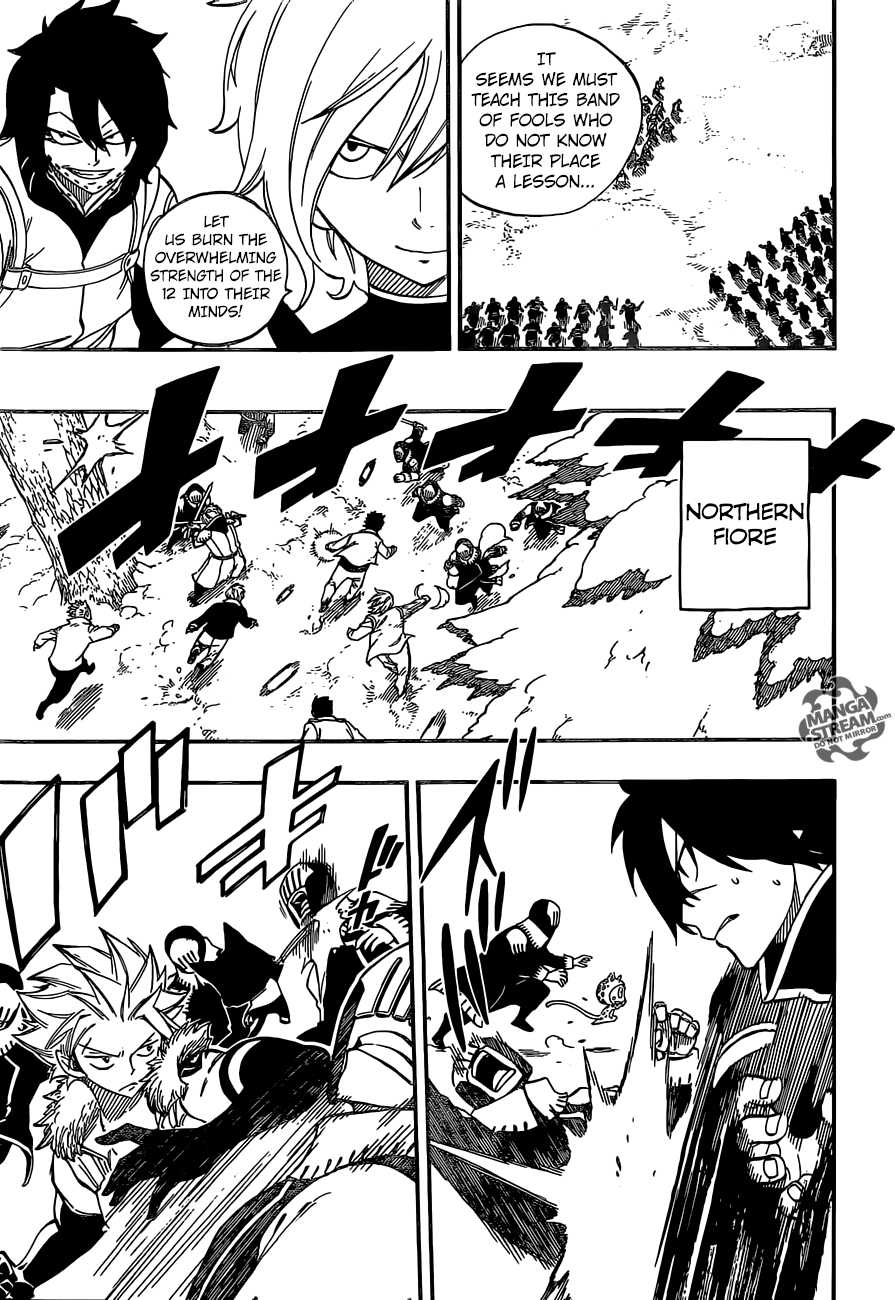 IT
SEEMS WE MUST
TEACH THIS BAND
OF FOOLS WHO
DO NOT KNOW
THEIR PLACE
A LESSON...
LET
US BURN THE
OVERWHELMING
STRENGTH OF THE
12 INTO THEIR
MINDS!
NORTHERN
FIORE
MANGA
STREAM.com
DO NOT MIRROR!